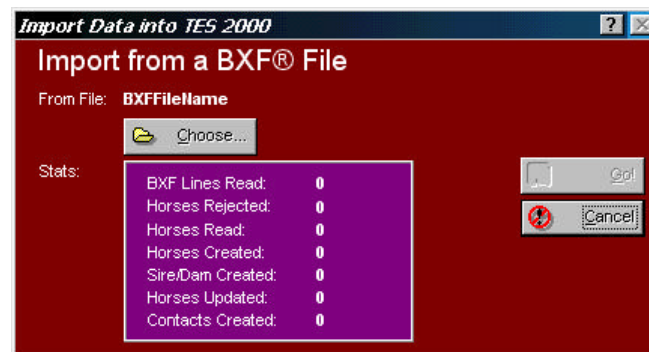 Import Data into TES 2000
Import from a BXF® File
From File: BXFFileName
Choose...
Stats:
BXF Lines Read: 0
Horses Rejected: 0
Horses Read: 0
Horses Created: 0
Sire/Dam Created: 0
Horses Updated: 0
Contacts Created: 0
Go!
Cancel